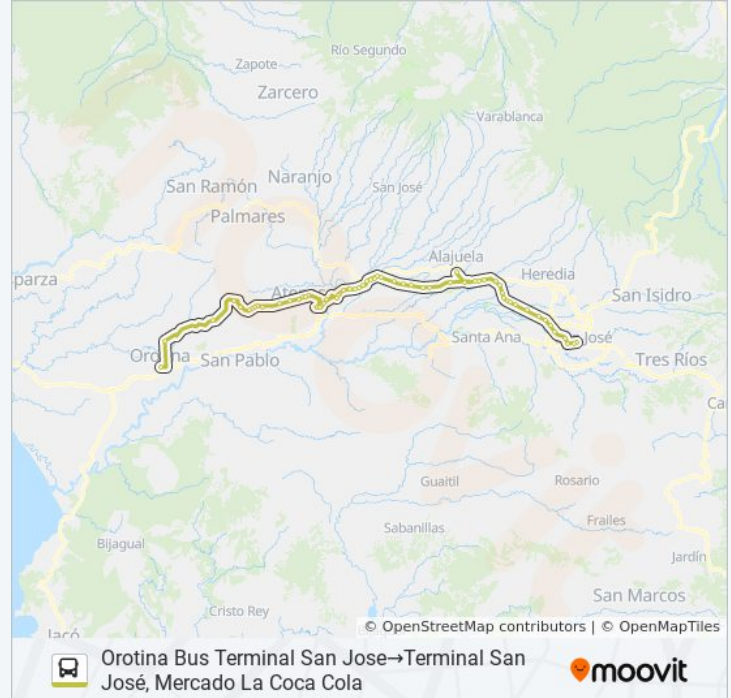 Río Segundo
Zapote
Zarcero
Varablanca
Naranjo
San Ramón
San José
Palmares
Alajuela
Heredia
parza
Ate
San Isidro
José
Orotina
San Pablo
Santa Ana
Tres Ríos
Ca
Guaitil
Rosario
Sabanillas
Frailes
Bijagual
Jardín
San Marcos
Cristo Rey
Jacó
© OpenStreetMap contributors | © OpenMapTiles
Orotina Bus Terminal San Jose→Terminal San
José, Mercado La Coca Cola
moovit